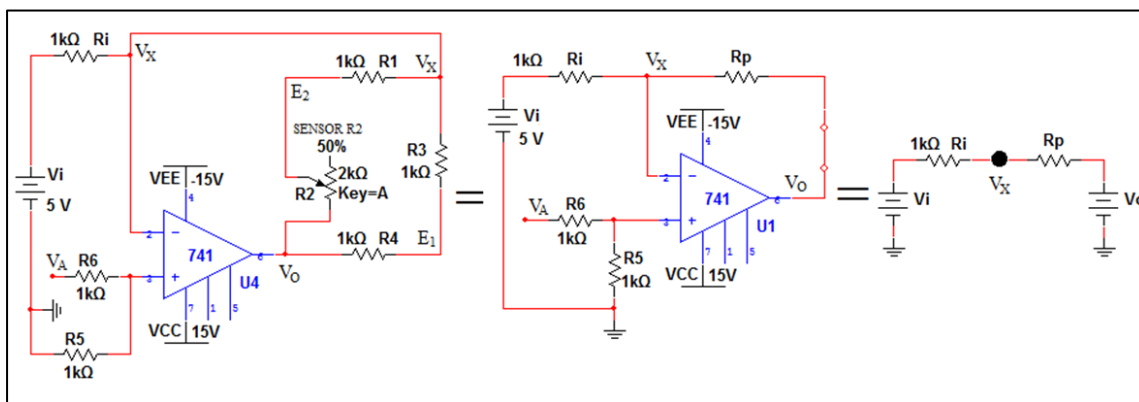 1kΩ Ri
VX
1kΩ R1
VX
E2
SENSOR R2
50%
R3
1kΩ
2kΩ
R2
Key=A
Vi
5 V
VEE -15V
4
2
741
6
3
U4
7 1 5
VCC 15V
VO
1kΩ R4
E1
VA
R6
1kΩ
R5
1kΩ
=
1kΩ Ri
VX
Rp
Vi
5 V
VEE -15V
4
2
741
6
3
U1
7 1 5
VCC 15V
VO
VA
R6
1kΩ
R5
1kΩ
=
1kΩ Ri
VX
Rp
Vi